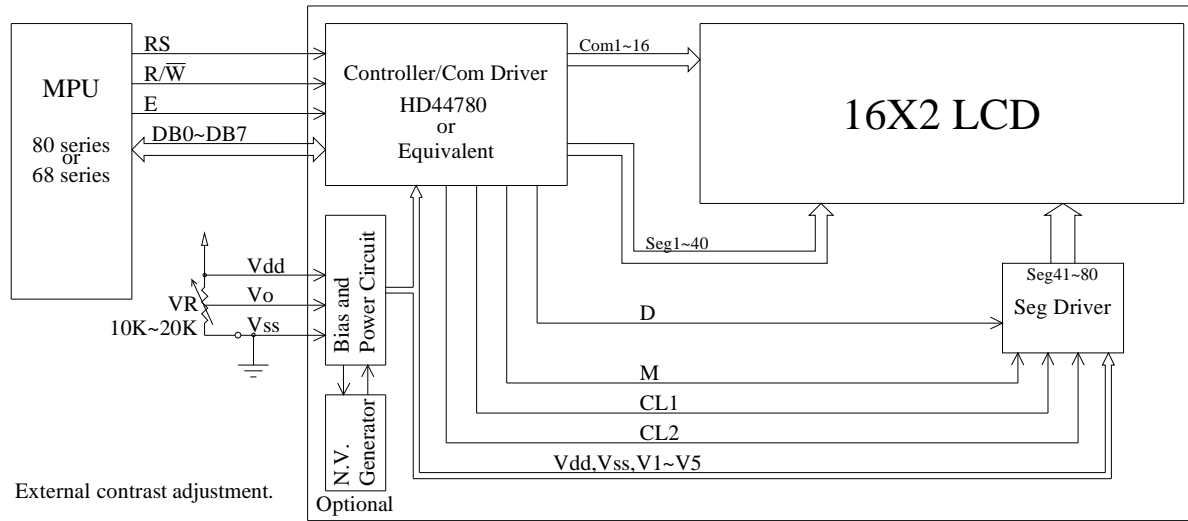 MPU
80 series
or
68 series
RS
R/W̅
E
DB0~DB7
Controller/Com Driver
HD44780
or
Equivalent
Com1~16
16X2 LCD
Seg1~40
Seg41~80
Seg Driver
Vdd
Vo
Vss
VR
10K~20K
Bias and
Power Circuit
N.V.
Generator
Optional
D
M
CL1
CL2
Vdd,Vss,V1~V5
External contrast adjustment.